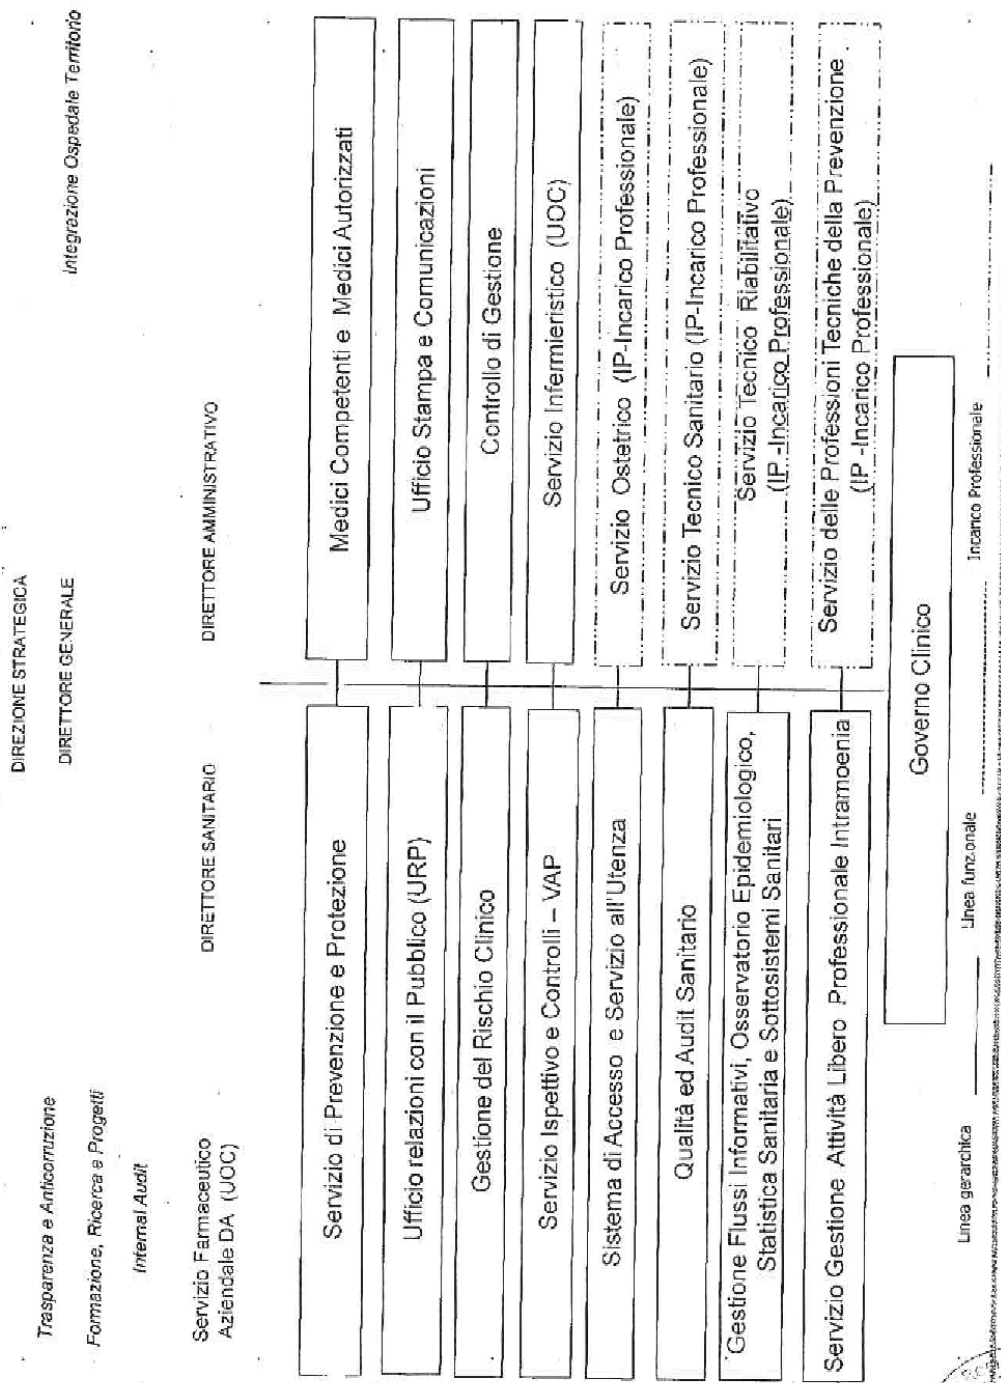 DIREZIONE STRATEGICA
Trasparenza e Anticorruzione
DIRETTORE GENERALE
Integrazione Ospedale Territorio
Formazione, Ricerca e Progetti
Internal Audit
Servizio Farmaceutico
Aziendale DA (UOC)
DIRETTORE SANITARIO
DIRETTORE AMMINISTRATIVO
Servizio di Prevenzione e Protezione
Medici Competenti e Medici Autorizzati
Ufficio relazioni con il Pubblico (URP)
Ufficio Stampa e Comunicazioni
Gestione del Rischio Clinico
Controllo di Gestione
Servizio Ispettivo e Controlli – VAP
Servizio Infermieristico (UOC)
Sistema di Accesso e Servizio all'Utenza
Servizio Ostetrico (IP-Incarico Professionale)
Qualità ed Audit Sanitario
Servizio Tecnico Sanitario (IP-Incarico Professionale)
Gestione Flussi Informativi, Osservatorio Epidemiologico,
Statistica Sanitaria e Sottosistemi Sanitari
Servizio Tecnico Riabilitativo
(IP -Incarico Professionale)
Servizio Gestione Attività Libero Professionale Intramoenia
Servizio delle Professioni Tecniche della Prevenzione
(IP -Incarico Professionale)
Governo Clinico
Linea gerarchica
Linea funzionale
Incarico Professionale